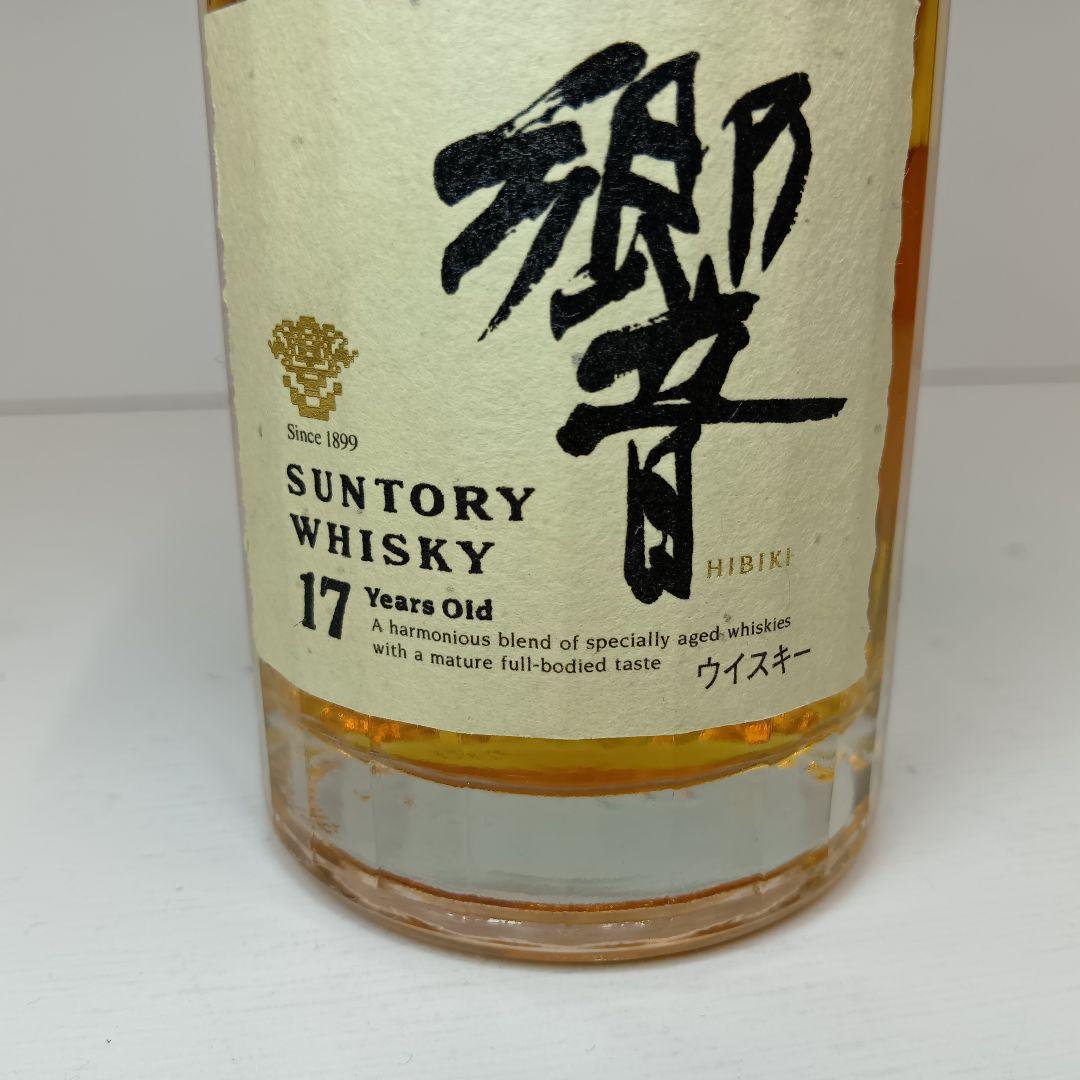 響
Since 1899
SUNTORY
WHISKY
HIBIKI
17 Years Old
A harmonious blend of specially aged whiskies
with a mature full-bodied taste
ウイスキー